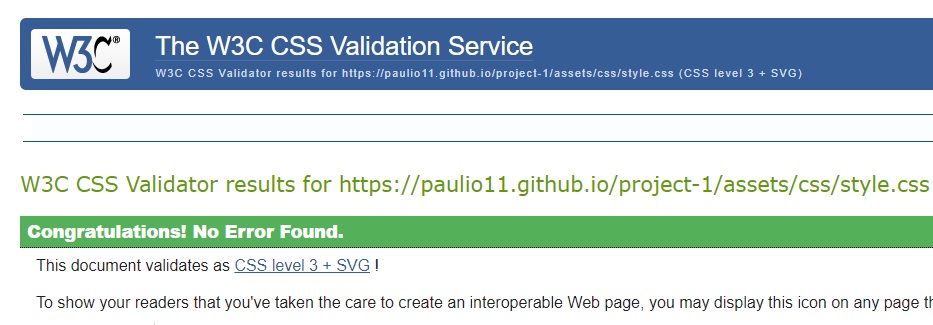 W3C®
The W3C CSS Validation Service
W3C CSS Validator results for https://paulio11.github.io/project-1/assets/css/style.css (CSS level 3 + SVG)
W3C CSS Validator results for https://paulio11.github.io/project-1/assets/css/style.css
Congratulations! No Error Found.
This document validates as CSS level 3 + SVG !
To show your readers that you've taken the care to create an interoperable Web page, you may display this icon on any page